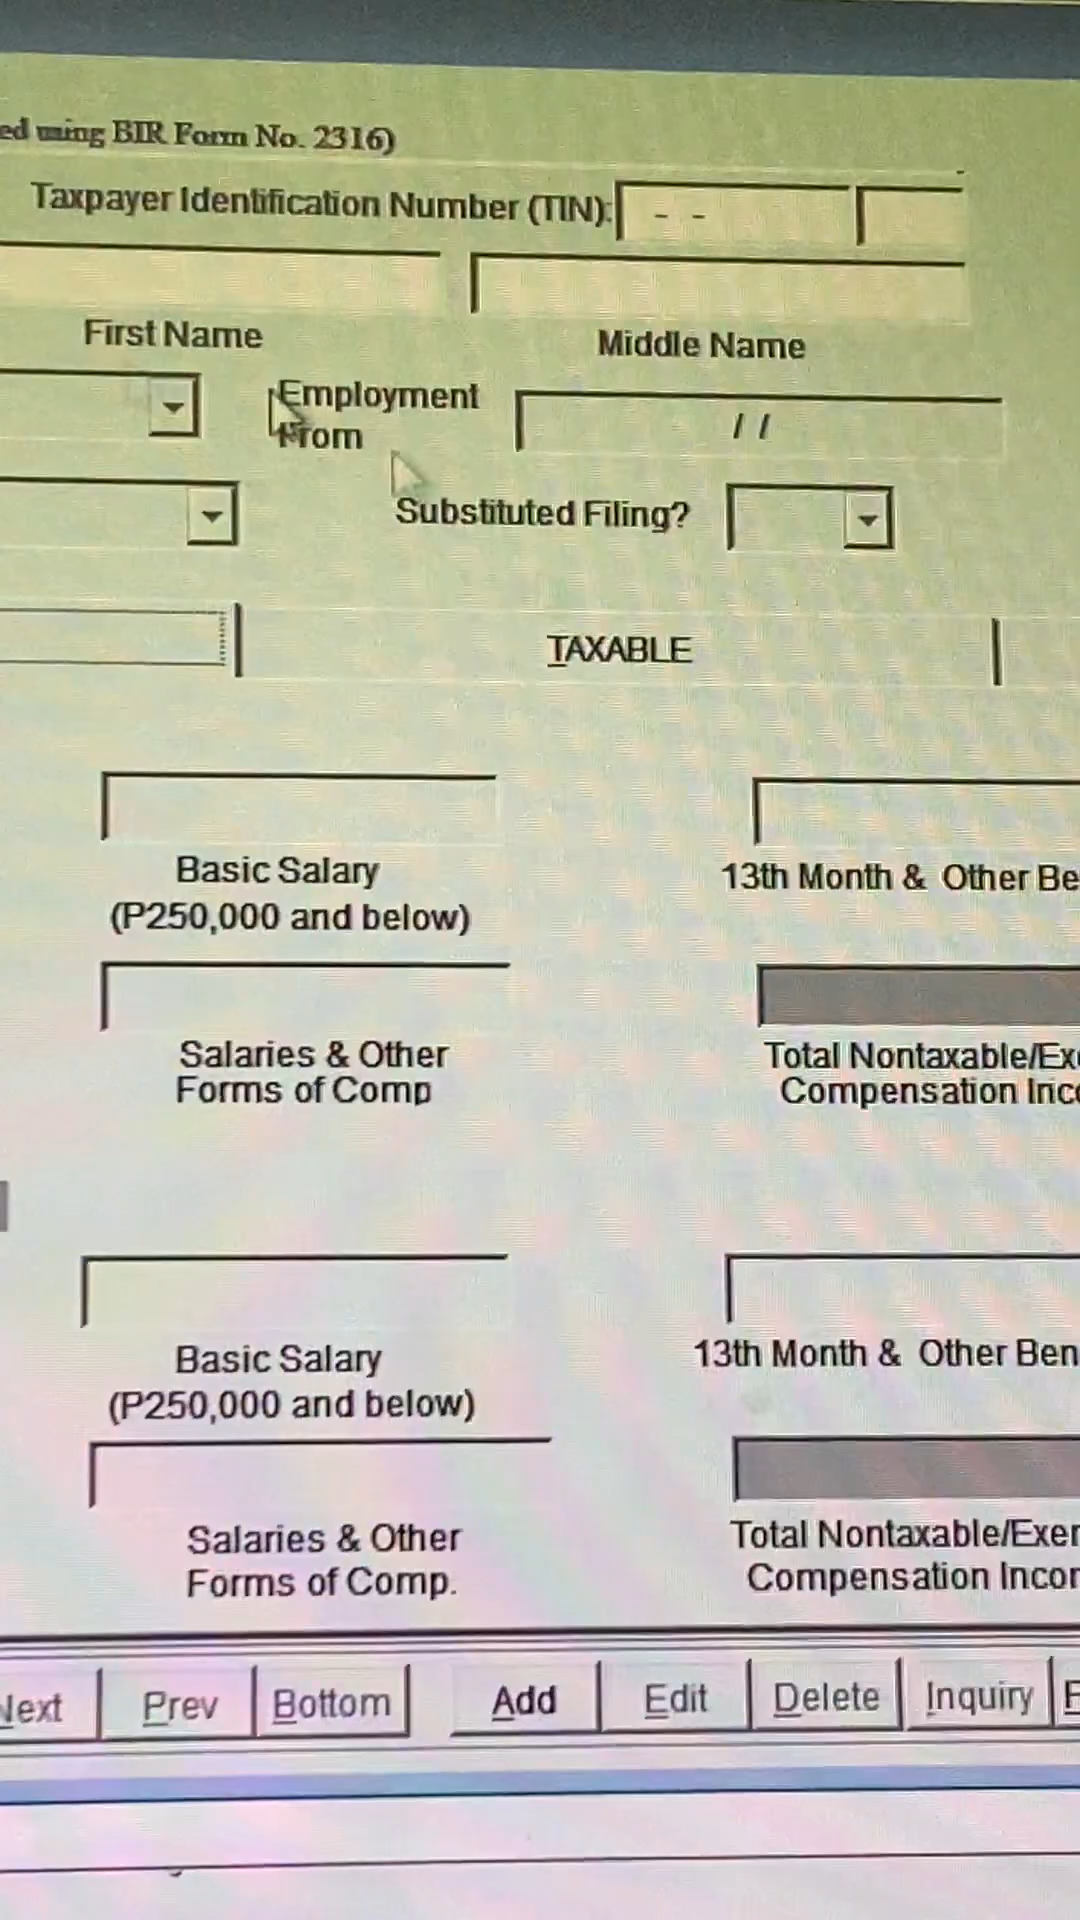 using BIR Form No. 2316)
Taxpayer Identification Number (TIN): - -
First Name
Middle Name
Employment
From
/ /
Substituted Filing?
TAXABLE
Basic Salary
(P250,000 and below)
13th Month & Other Be
Salaries & Other
Forms of Comp
Total Nontaxable/Ex
Compensation Inc
Basic Salary
(P250,000 and below)
13th Month & Other Ben
Salaries & Other
Forms of Comp.
Total Nontaxable/Exe
Compensation Inco
Next Prev Bottom Add Edit Delete Inquiry